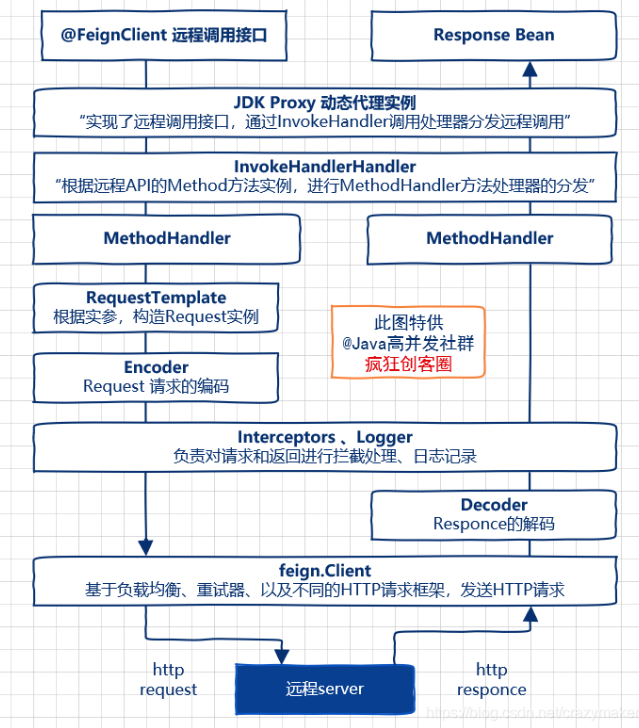 @FeignClient 远程调用接口
Response Bean
JDK Proxy 动态代理实例
“实现了远程调用接口，通过InvokeHandler调用处理器分发远程调用”
InvokeHandlerHandler
“根据远程API的Method方法实例，进行MethodHandler方法处理器的分发”
MethodHandler
MethodHandler
RequestTemplate
根据实参，构造Request实例
此图特供
@Java高并发社群
疯狂创客圈
Encoder
Request 请求的编码
Interceptors 、Logger
负责对请求和返回进行拦截处理、日志记录
Decoder
Responce的解码
feign.Client
基于负载均衡、重试器、以及不同的HTTP请求框架，发送HTTP请求
http
request
远程server
http
responce
https://blog.csdn.net/crazymaker